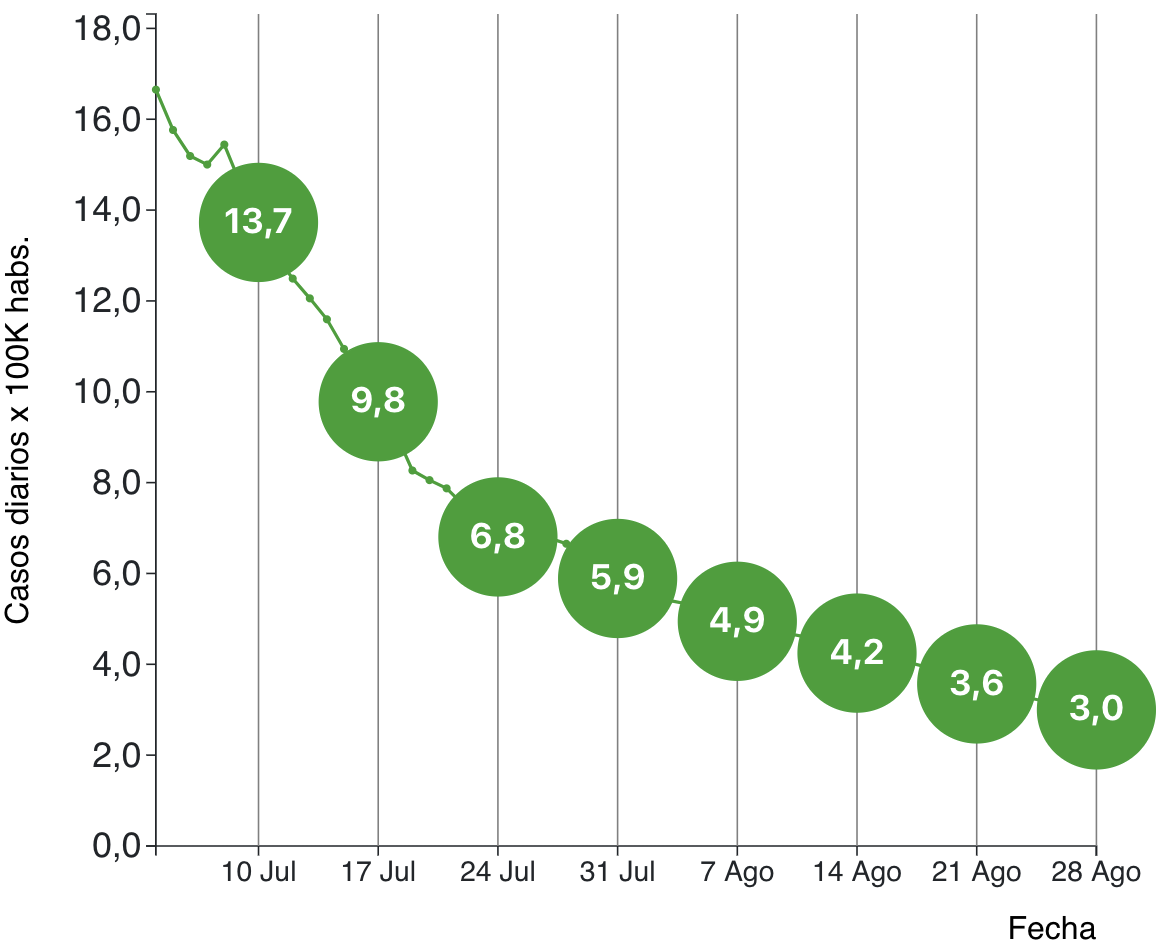 18,0
16,0
14,0
12,0
10,0
8,0
6,0
4,0
2,0
0,0
Casos diarios x 100K habs.
13,7
9,8
6,8
5,9
4,9
4,2
3,6
3,0
10 Jul
17 Jul
24 Jul
31 Jul
7 Ago
14 Ago
21 Ago
28 Ago
Fecha